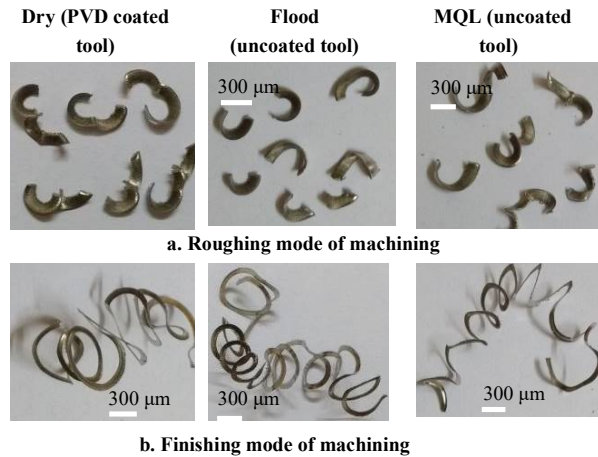 Dry (PVD coated
tool)
Flood
(uncoated tool)
MQL (uncoated
tool)
300 μm
300 μm
a. Roughing mode of machining
300 μm
300 μm
300 μm
b. Finishing mode of machining